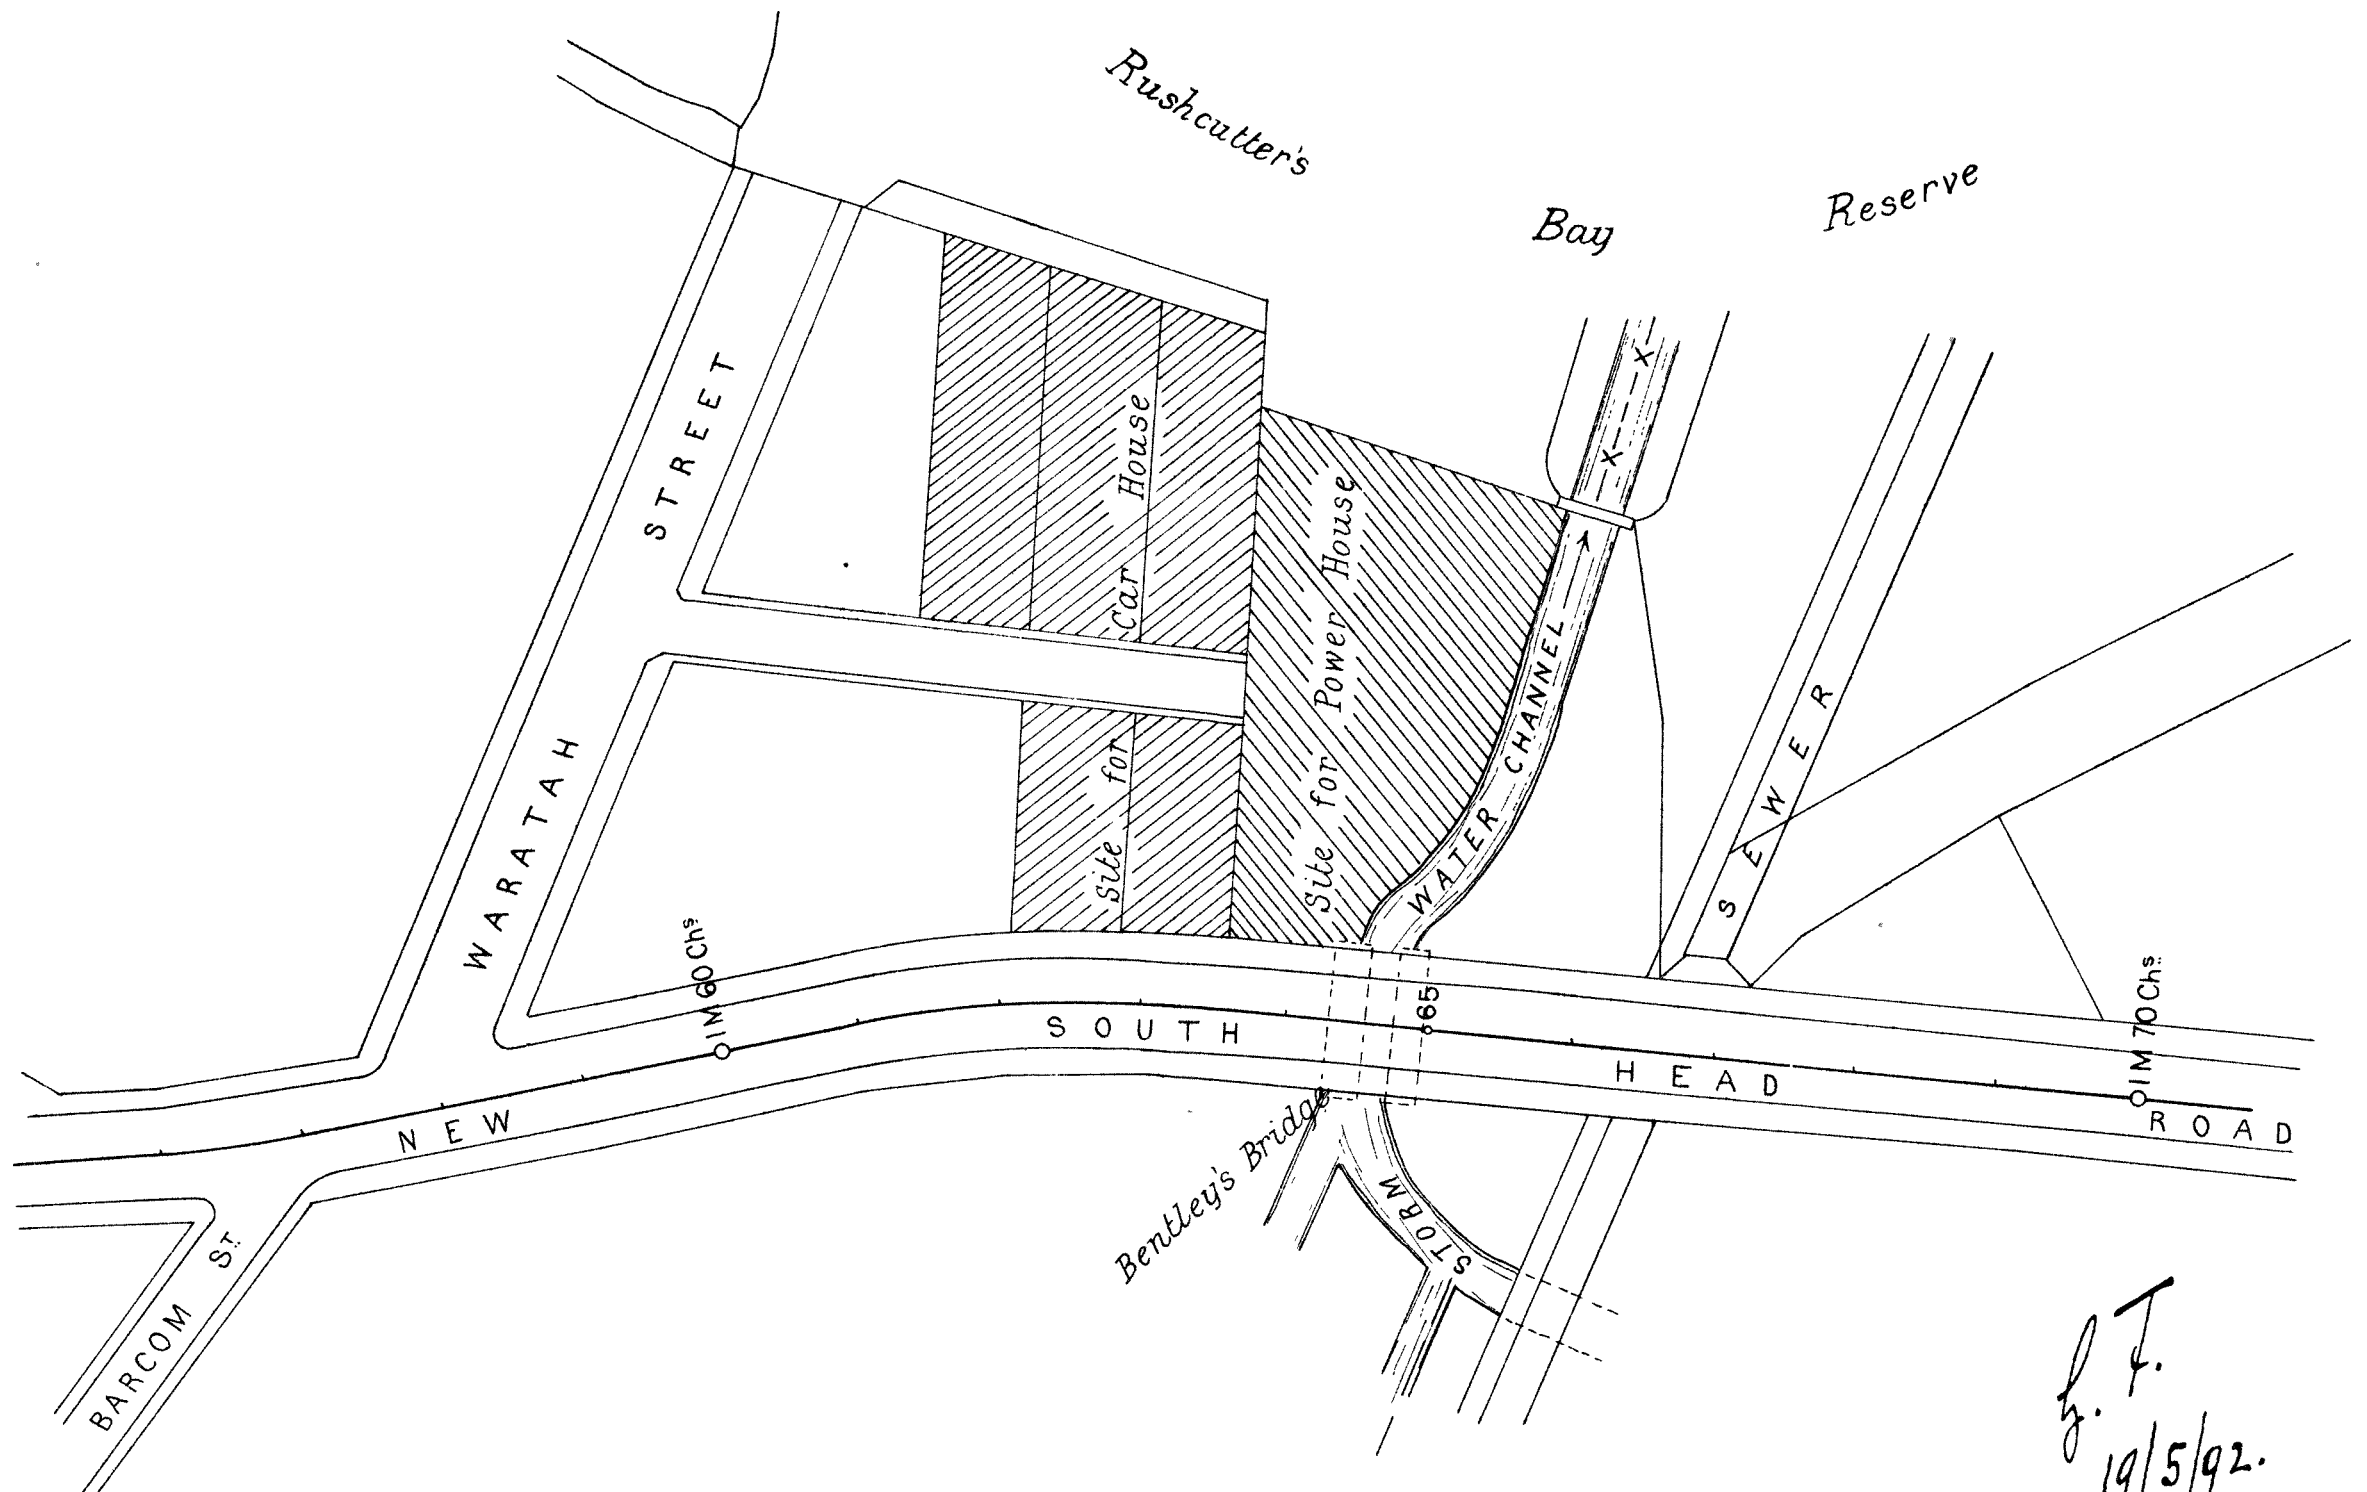 Rushcutter's Bay Reserve
WARATAH STREET
Site for Car House
Site for Power House
STORM WATER CHANNEL
X
X
SEWER
1M 60 Chs.
65
1M 70 Chs.
NEW SOUTH HEAD ROAD
Bentley's Bridge
BARCOM ST.
19/5/92.